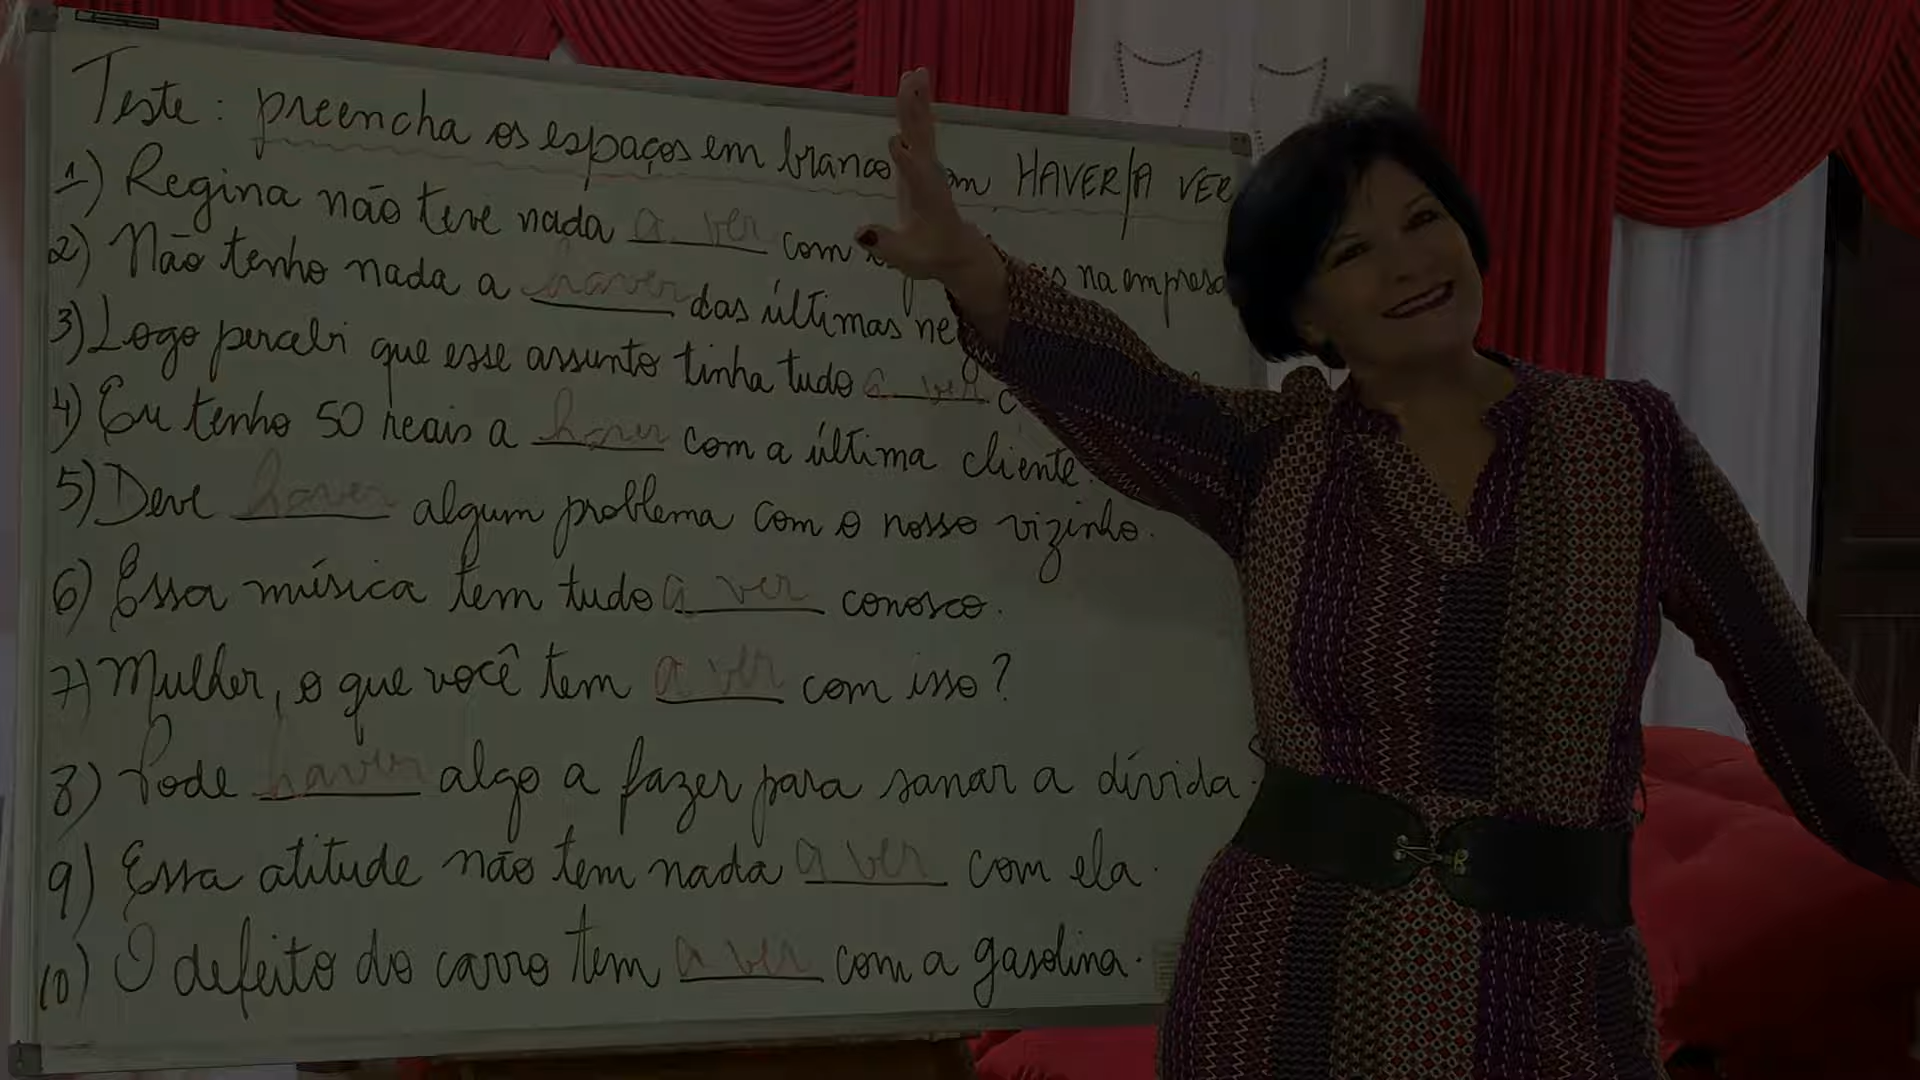 Teste: preencha os espaços em branco HAVER/A VER
1) Regina não teve nada a ver com na empresa
2) Não tenho nada a haver das últimas
3) Logo percebi que esse assunto tinha tudo a ver
4) Eu tenho 50 reais a haver com a última cliente.
5) Deve haver algum problema com o nosso vizinho.
6) Essa música tem tudo a ver conosco.
7) Mulher, o que você tem a ver com isso?
8) Pode haver algo a fazer para sanar a dívida.
9) Essa atitude não tem nada a ver com ela.
10) O defeito do carro tem a ver com a gasolina.